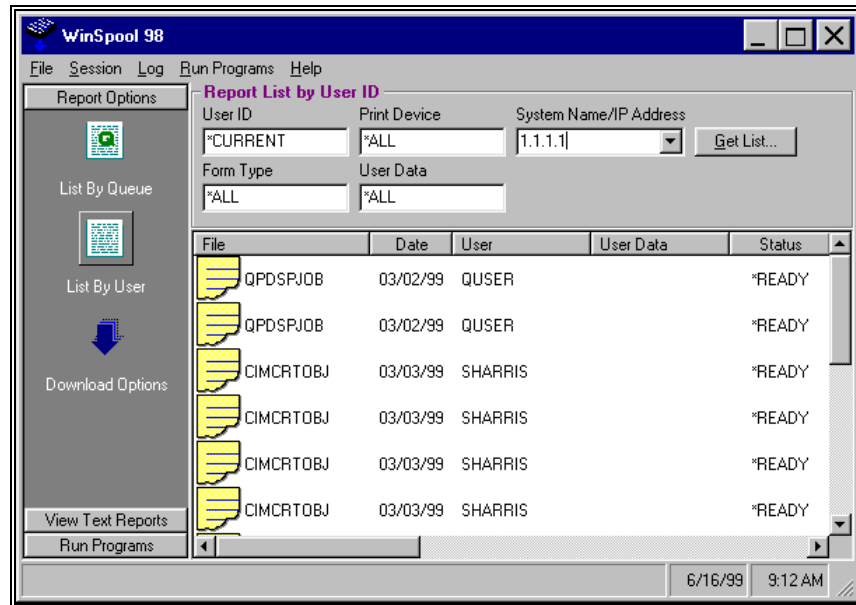 WinSpool 98
File Session Log Run Programs Help
Report Options
List By Queue
List By User
Download Options
View Text Reports
Run Programs
Report List by User ID
User ID Print Device System Name/IP Address
*CURRENT *ALL 1.1.1.1 Get List...
Form Type User Data
*ALL *ALL
File Date User User Data Status
QPDSPJOB 03/02/99 QUSER *READY
QPDSPJOB 03/02/99 QUSER *READY
CIMCRTOBJ 03/03/99 SHARRIS *READY
CIMCRTOBJ 03/03/99 SHARRIS *READY
CIMCRTOBJ 03/03/99 SHARRIS *READY
CIMCRTOBJ 03/03/99 SHARRIS *READY
6/16/99 9:12 AM